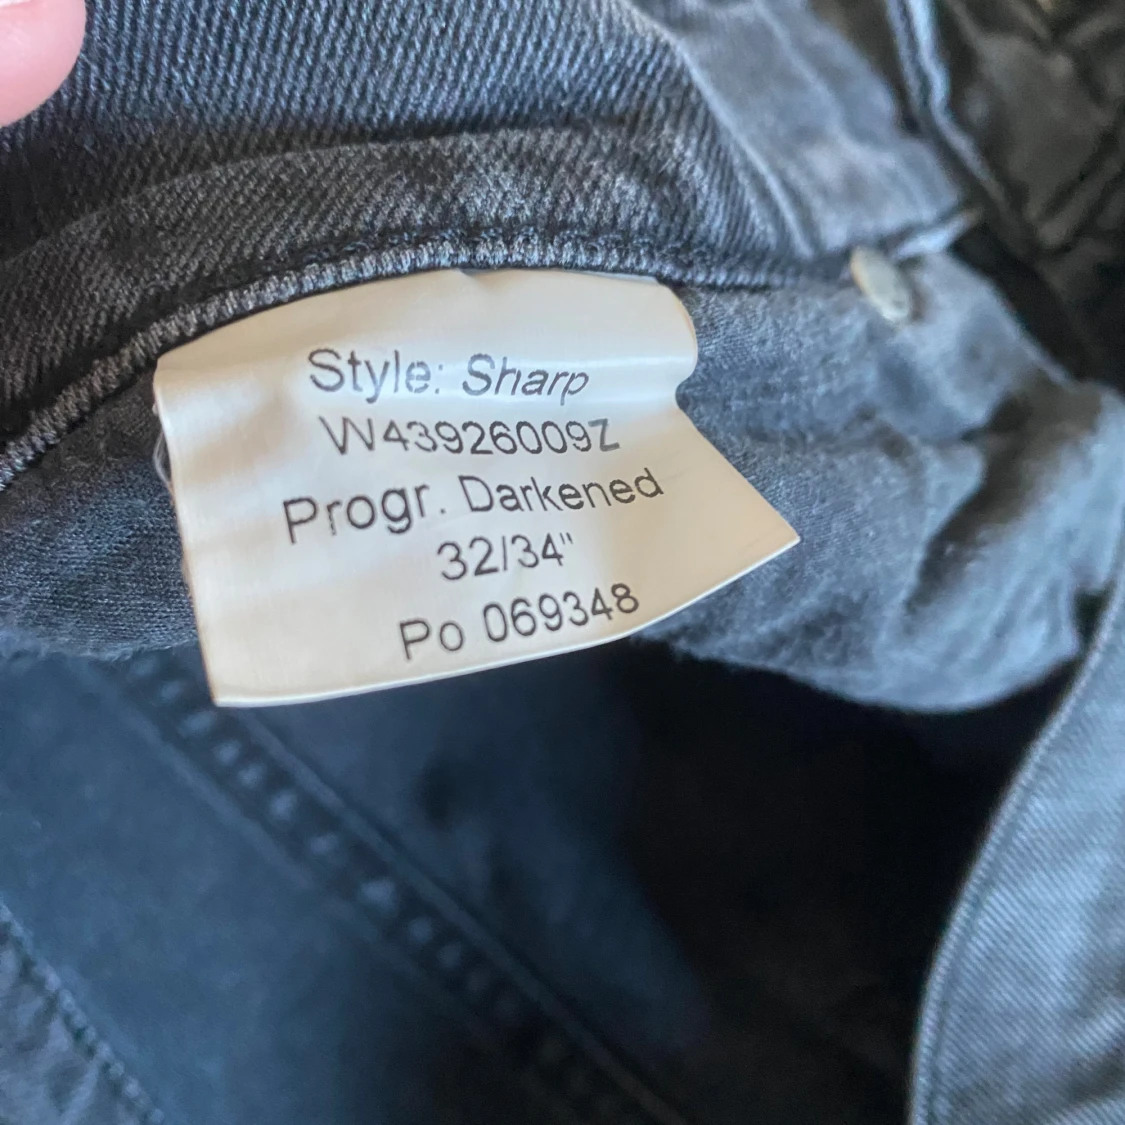 Style: Sharp
W43926009Z
Progr. Darkened
32/34"
Po 069348